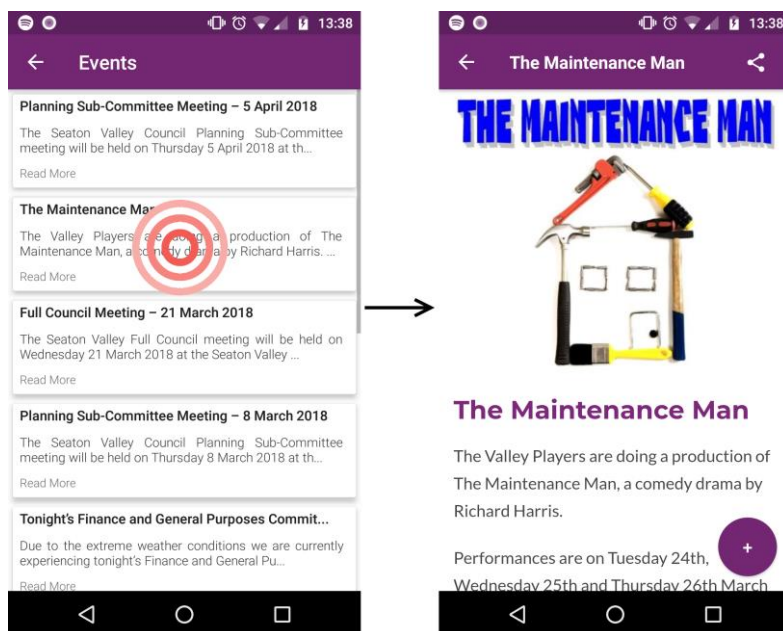 13:38
Events
Planning Sub-Committee Meeting – 5 April 2018
The Seaton Valley Council Planning Sub-Committee
meeting will be held on Thursday 5 April 2018 at th...
Read More
The Maintenance Man
The Valley Players are doing a production of The
Maintenance Man, a comedy drama by Richard Harris. ...
Read More
Full Council Meeting – 21 March 2018
The Seaton Valley Full Council meeting will be held on
Wednesday 21 March 2018 at the Seaton Valley ...
Read More
Planning Sub-Committee Meeting – 8 March 2018
The Seaton Valley Council Planning Sub-Committee
meeting will be held on Thursday 8 March 2018 at th...
Read More
Tonight's Finance and General Purposes Commit...
Due to the extreme weather conditions we are currently
experiencing tonight's Finance and General Pu...
Read More
13:38
The Maintenance Man
THE MAINTENANCE MAN
The Maintenance Man
The Valley Players are doing a production of
The Maintenance Man, a comedy drama by
Richard Harris.
Performances are on Tuesday 24th,
Wednesday 25th and Thursday 26th March
+